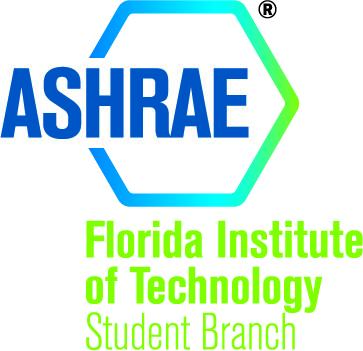 ASHRAE®
Florida Institute
of Technology
Student Branch